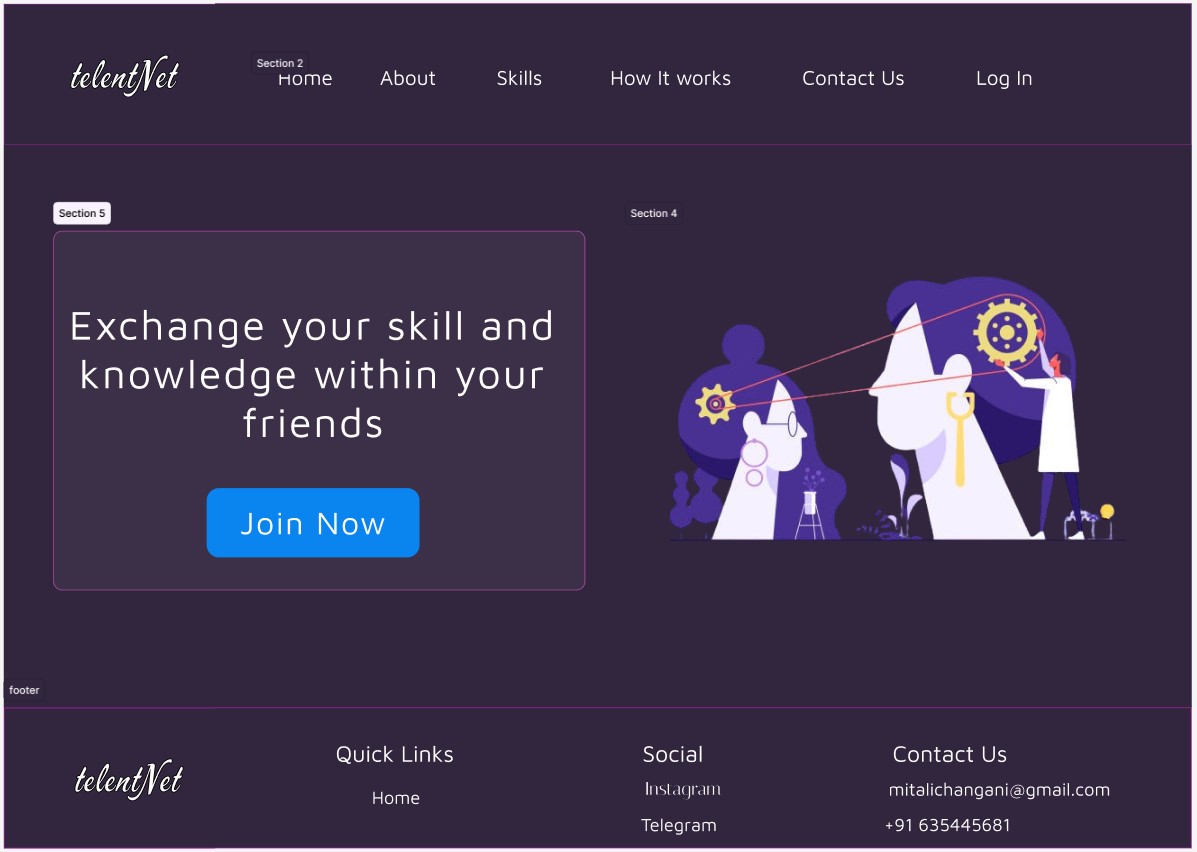 telentNet
Section 2
Home About Skills How It works Contact Us Log In
Section 5
Section 4
Exchange your skill and
knowledge within your
friends
Join Now
footer
telentNet
Quick Links
Home
Social
Instagram
Telegram
Contact Us
mitalichangani@gmail.com
+91 635445681